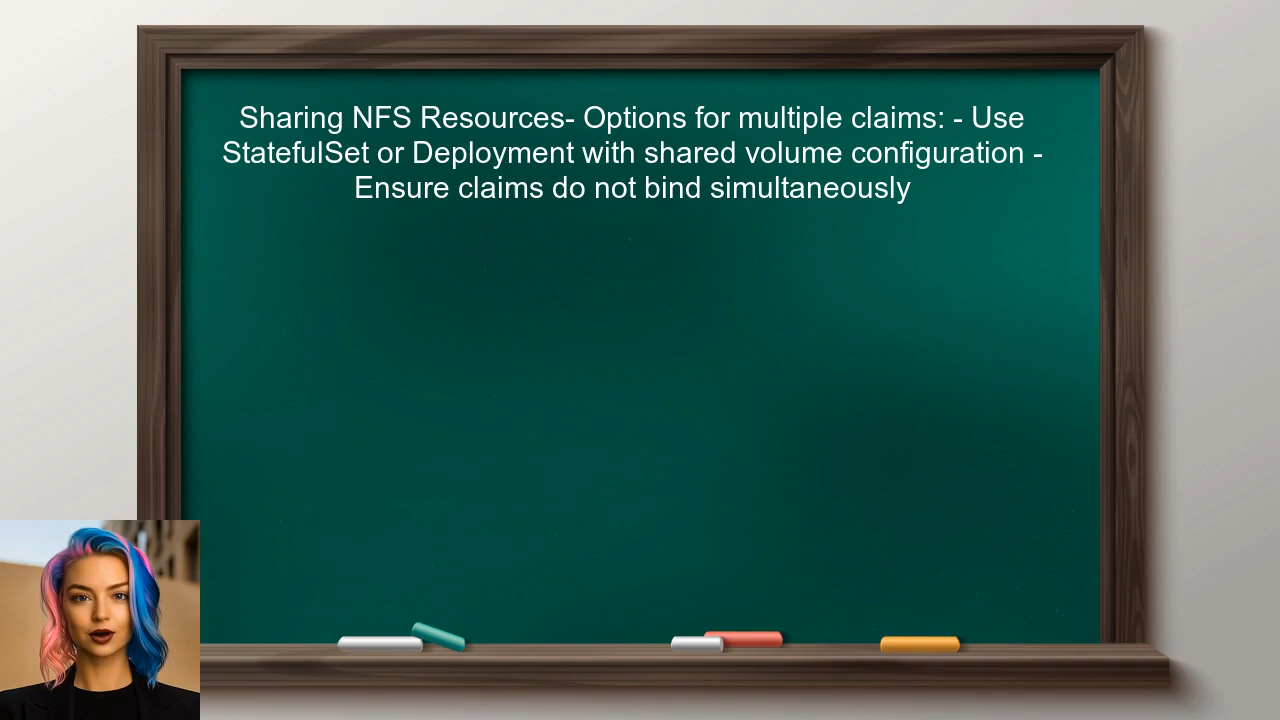 Sharing NFS Resources- Options for multiple claims: - Use
StatefulSet or Deployment with shared volume configuration -
Ensure claims do not bind simultaneously